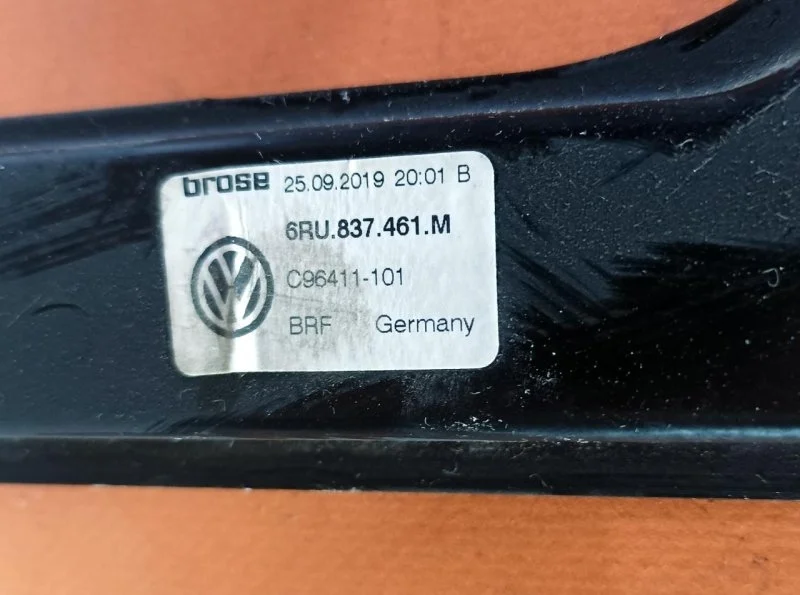 brose 25.09.2019 20:01 B
6RU.837.461.M
C96411-101
BRF Germany